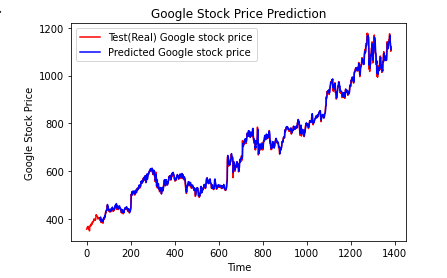 Google Stock Price Prediction
1200
1000
800
600
400
Google Stock Price
Test(Real) Google stock price
Predicted Google stock price
0
200
400
600
800
1000
1200
1400
Time